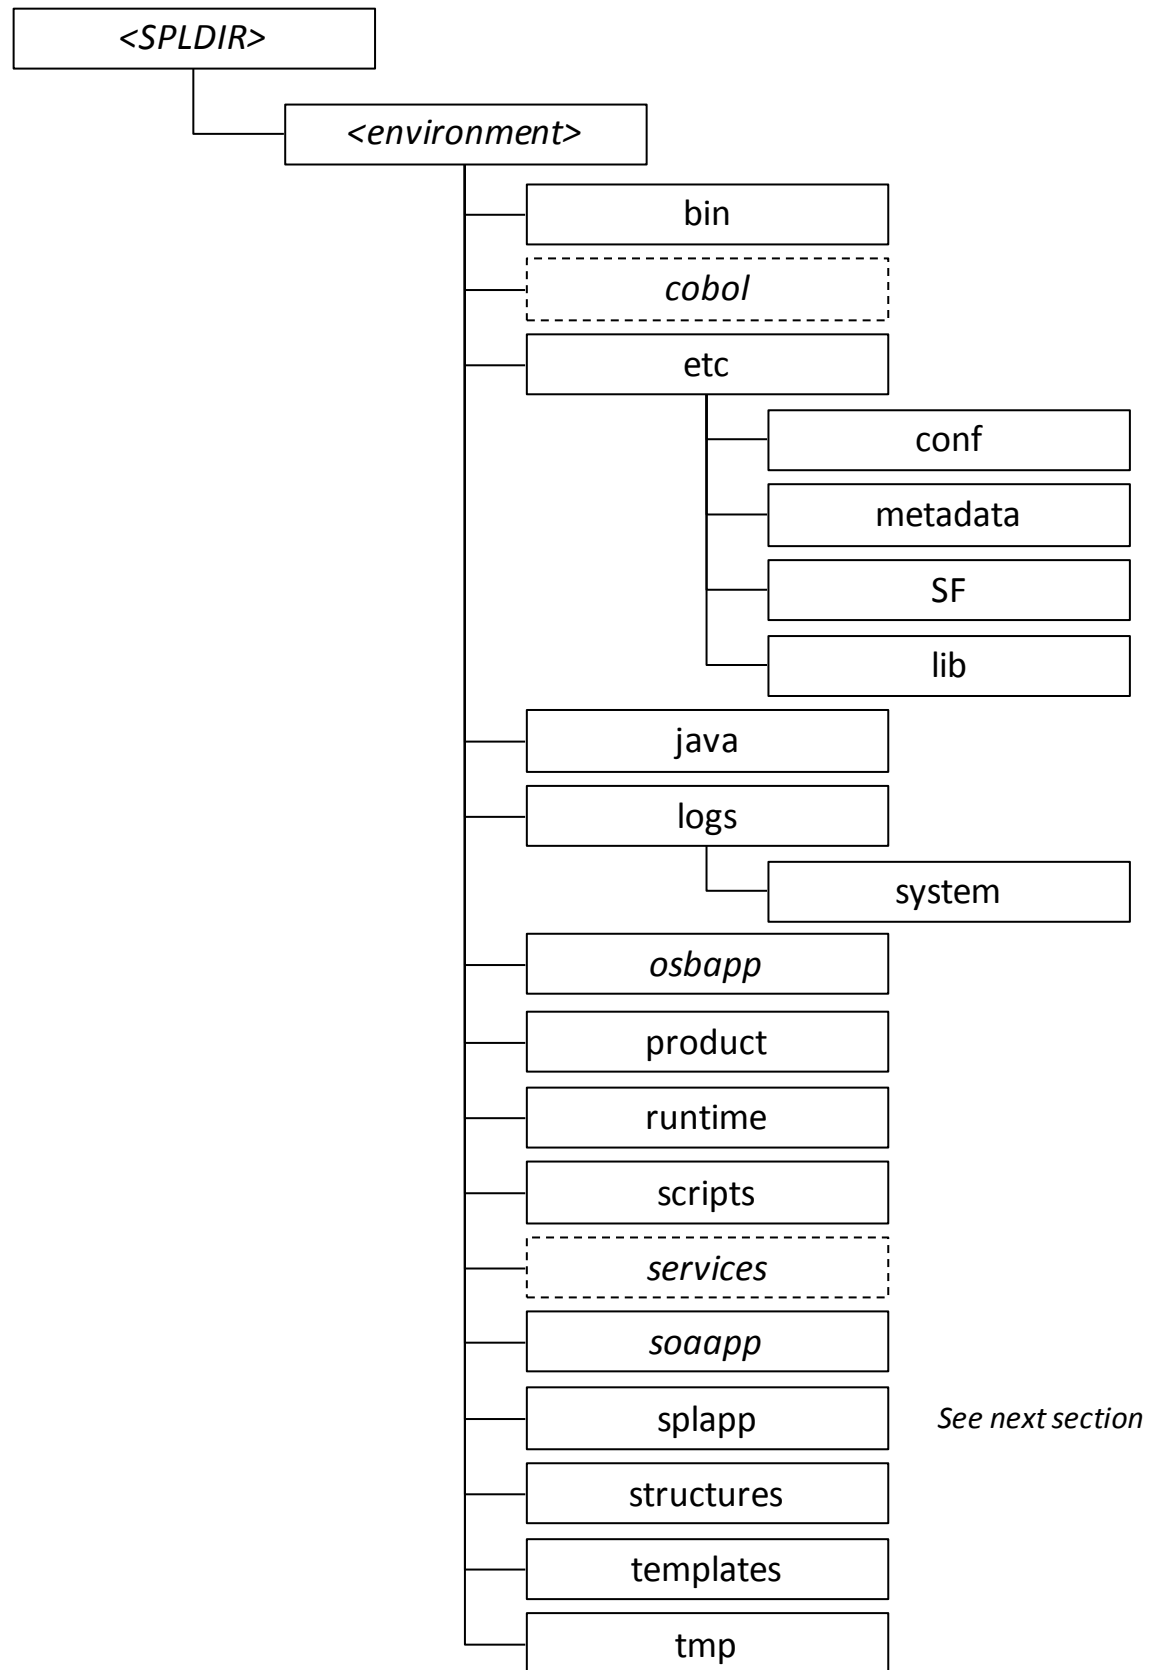 <SPLDIR>
<environment>
bin
cobol
etc
conf
metadata
SF
lib
java
logs
system
osbapp
product
runtime
scripts
services
soaapp
splapp See next section
structures
templates
tmp